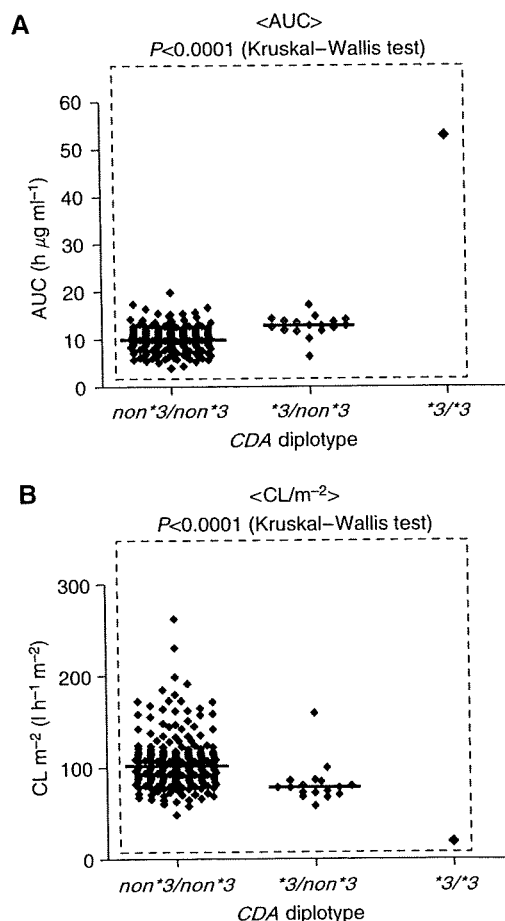 A
<AUC>
P<0.0001 (Kruskal–Wallis test)
60
50
40
30
20
10
0
AUC (h µg ml⁻¹)
non*3/non*3 *3/non*3 *3/*3
CDA diplotype
B
<CL/m⁻²>
P<0.0001 (Kruskal–Wallis test)
300
200
100
0
CL m⁻² (l h⁻¹ m⁻²)
non*3/non*3 *3/non*3 *3/*3
CDA diplotype